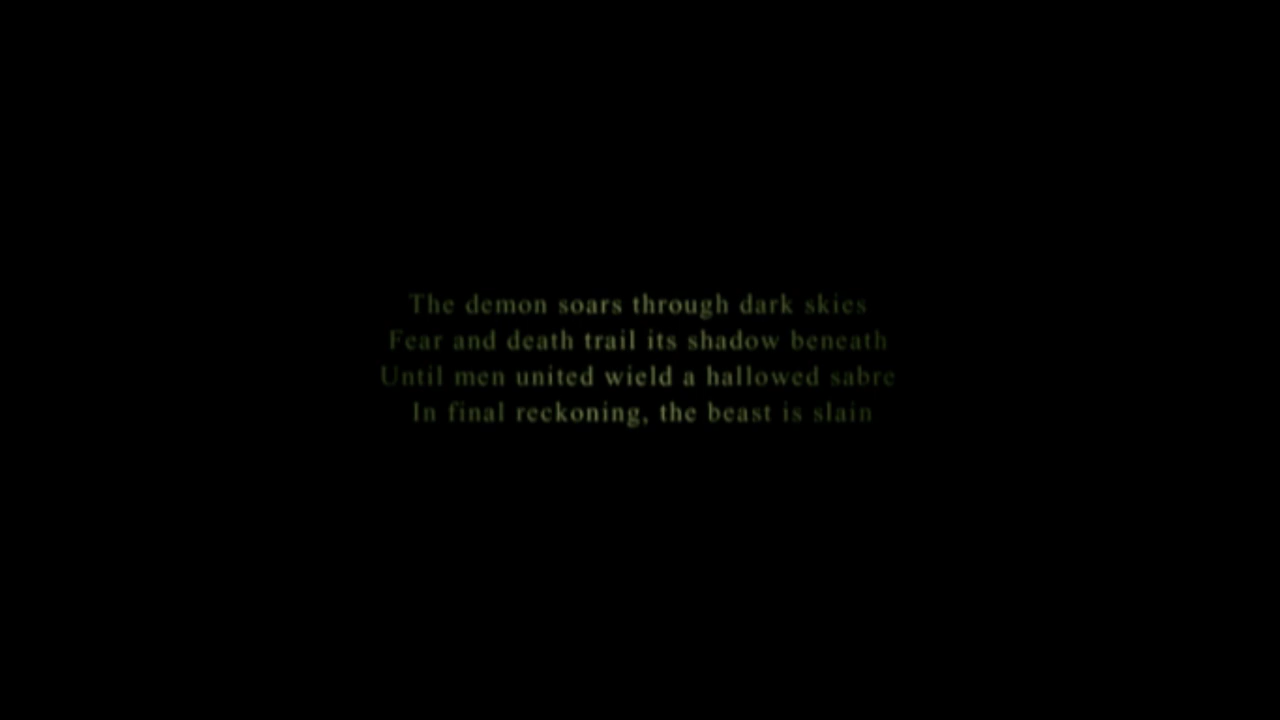 The demon soars through dark skies
Fear and death trail its shadow beneath
Until men united wield a hallowed sabre
In final reckoning, the beast is slain